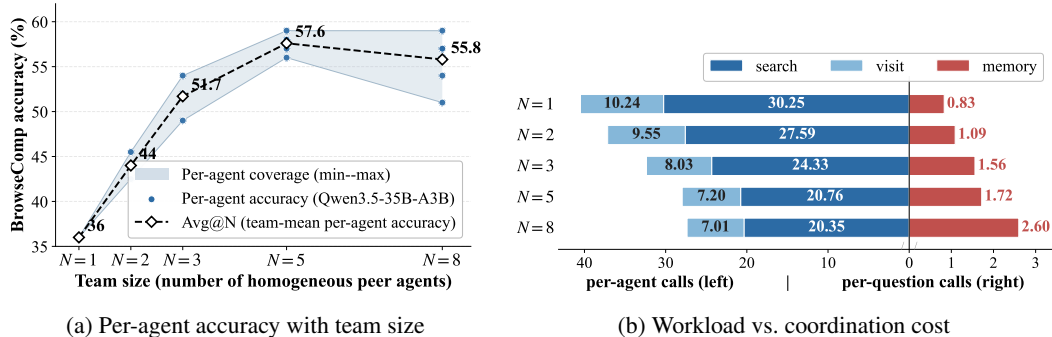 BrowseComp accuracy (%)
60
55
50
45
40
35
36
44
51.7
57.6
55.8
Per-agent coverage (min--max)
Per-agent accuracy (Qwen3.5-35B-A3B)
Avg@N (team-mean per-agent accuracy)
N = 1
N = 2
N = 3
N = 5
N = 8
Team size (number of homogeneous peer agents)
(a) Per-agent accuracy with team size
search
visit
memory
N = 1
10.24
30.25
0.83
N = 2
9.55
27.59
1.09
N = 3
8.03
24.33
1.56
N = 5
7.20
20.76
1.72
N = 8
7.01
20.35
2.60
40
30
20
10
0
1
2
3
per-agent calls (left) | per-question calls (right)
(b) Workload vs. coordination cost